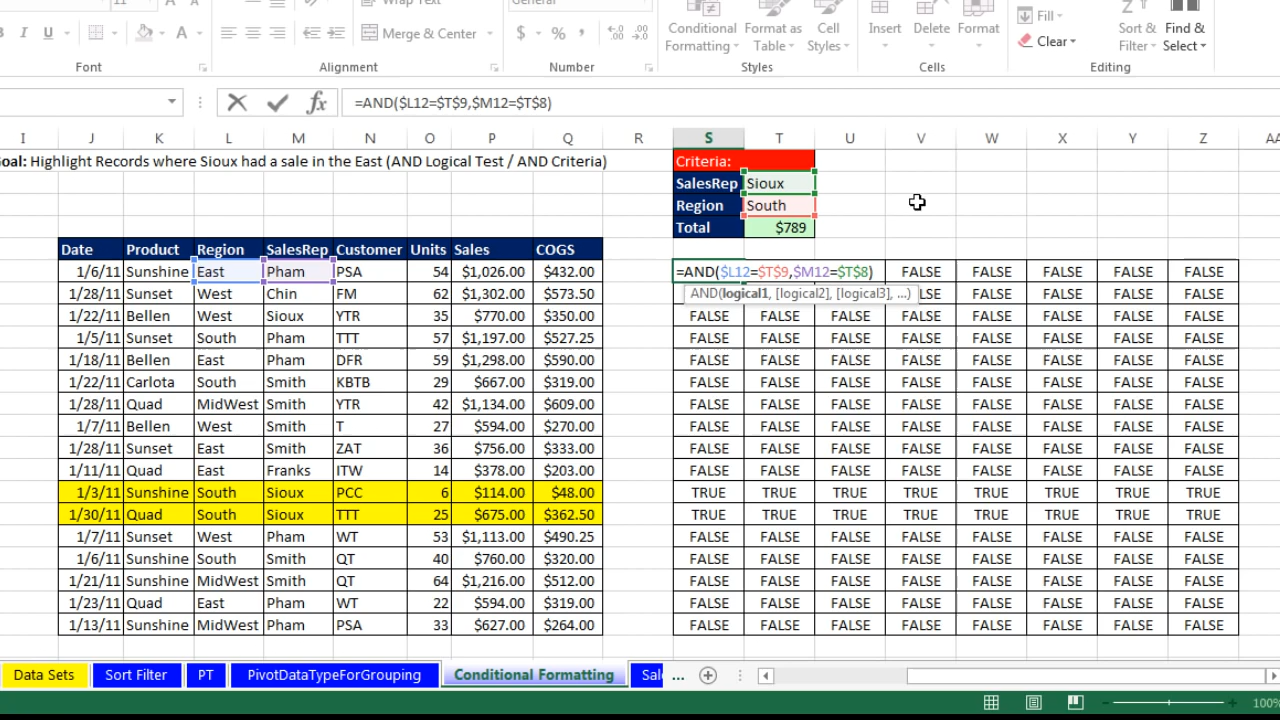 11 Wrap Text General
B I U A Merge & Center $ % Conditional Format as Cell Insert Delete Format Fill Sort & Find &
Formatting Table Styles Clear Filter Select
Font Alignment Number Styles Cells Editing
fx =AND($L12=$T$9,$M12=$T$8)
I J K L M N O P Q R S T U V W X Y Z AA
Goal: Highlight Records where Sioux had a sale in the East (AND Logical Test / AND Criteria) Criteria:
SalesRep Sioux
Region South
Total $789
Date Product Region SalesRep Customer Units Sales COGS
1/6/11 Sunshine East Pham PSA 54 $1,026.00 $432.00 =AND($L12=$T$9,$M12=$T$8) FALSE FALSE FALSE FALSE FALSE
1/28/11 Sunset West Chin FM 62 $1,302.00 $573.50 AND(logical1, [logical2], [logical3], ...) FALSE FALSE FALSE FALSE
1/22/11 Bellen West Sioux YTR 35 $770.00 $350.00 FALSE FALSE FALSE FALSE FALSE FALSE FALSE FALSE
1/5/11 Sunset South Pham TTT 57 $1,197.00 $527.25 FALSE FALSE FALSE FALSE FALSE FALSE FALSE FALSE
1/18/11 Bellen East Pham DFR 59 $1,298.00 $590.00 FALSE FALSE FALSE FALSE FALSE FALSE FALSE FALSE
1/22/11 Carlota South Smith KBTB 29 $667.00 $319.00 FALSE FALSE FALSE FALSE FALSE FALSE FALSE FALSE
1/28/11 Quad MidWest Smith YTR 42 $1,134.00 $609.00 FALSE FALSE FALSE FALSE FALSE FALSE FALSE FALSE
1/7/11 Bellen West Smith T 27 $594.00 $270.00 FALSE FALSE FALSE FALSE FALSE FALSE FALSE FALSE
1/28/11 Sunset East Smith ZAT 36 $756.00 $333.00 FALSE FALSE FALSE FALSE FALSE FALSE FALSE FALSE
1/11/11 Quad East Franks ITW 14 $378.00 $203.00 FALSE FALSE FALSE FALSE FALSE FALSE FALSE FALSE
1/3/11 Sunshine South Sioux PCC 6 $114.00 $48.00 TRUE TRUE TRUE TRUE TRUE TRUE TRUE TRUE
1/30/11 Quad South Sioux TTT 25 $675.00 $362.50 TRUE TRUE TRUE TRUE TRUE TRUE TRUE TRUE
1/7/11 Sunset West Pham WT 53 $1,113.00 $490.25 FALSE FALSE FALSE FALSE FALSE FALSE FALSE FALSE
1/6/11 Sunshine South Smith QT 40 $760.00 $320.00 FALSE FALSE FALSE FALSE FALSE FALSE FALSE FALSE
1/21/11 Sunshine MidWest Smith QT 64 $1,216.00 $512.00 FALSE FALSE FALSE FALSE FALSE FALSE FALSE FALSE
1/23/11 Quad East Pham WT 22 $594.00 $319.00 FALSE FALSE FALSE FALSE FALSE FALSE FALSE FALSE
1/13/11 Sunshine MidWest Pham PSA 33 $627.00 $264.00 FALSE FALSE FALSE FALSE FALSE FALSE FALSE FALSE
Data Sets Sort Filter PT PivotDataTypeForGrouping Conditional Formatting Sal ...
100%